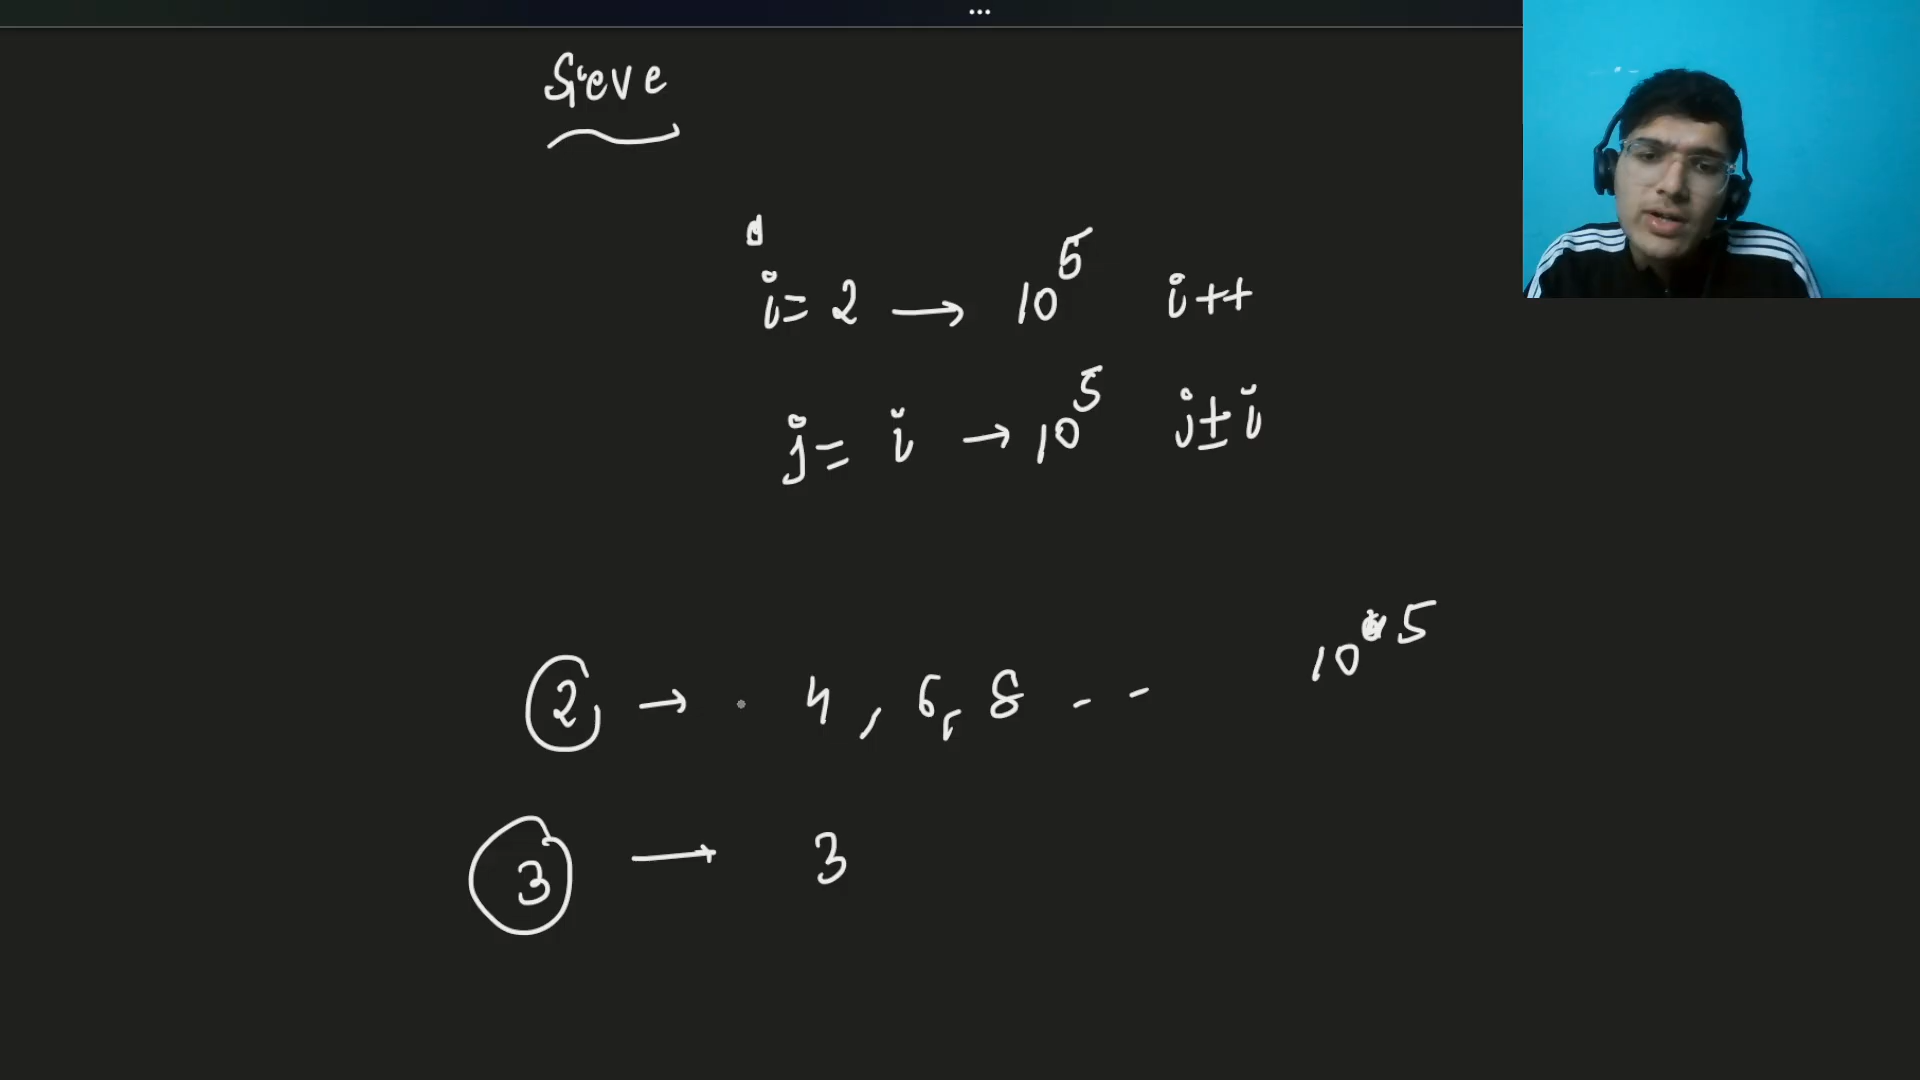 ...
Sieve
i = 2 → 10^5 i++
j = i → 10^5 j += i
10^5
2 → . 4, 6, 8 - -
3 → 3